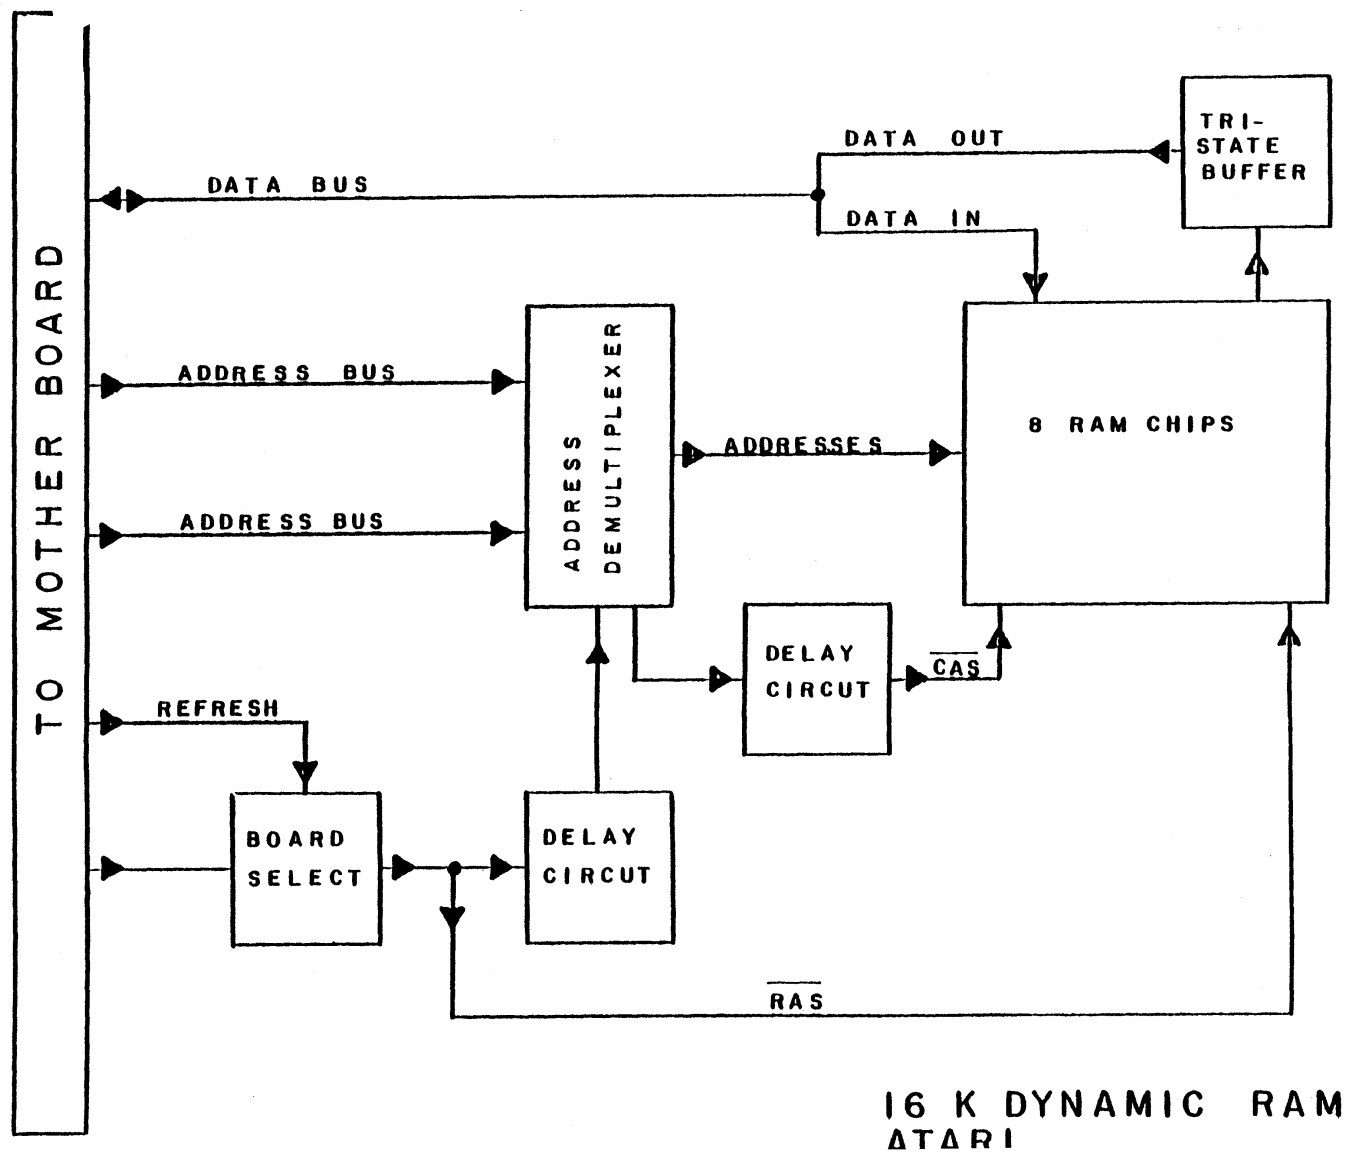 TO MOTHER BOARD
DATA BUS
DATA OUT
DATA IN
TRI-
STATE
BUFFER
ADDRESS BUS
ADDRESS BUS
ADDRESS
DEMULTIPLEXER
ADDRESSES
8 RAM CHIPS
DELAY
CIRCUT
CAS
REFRESH
BOARD
SELECT
DELAY
CIRCUT
RAS
16 K DYNAMIC RAM
ATARI